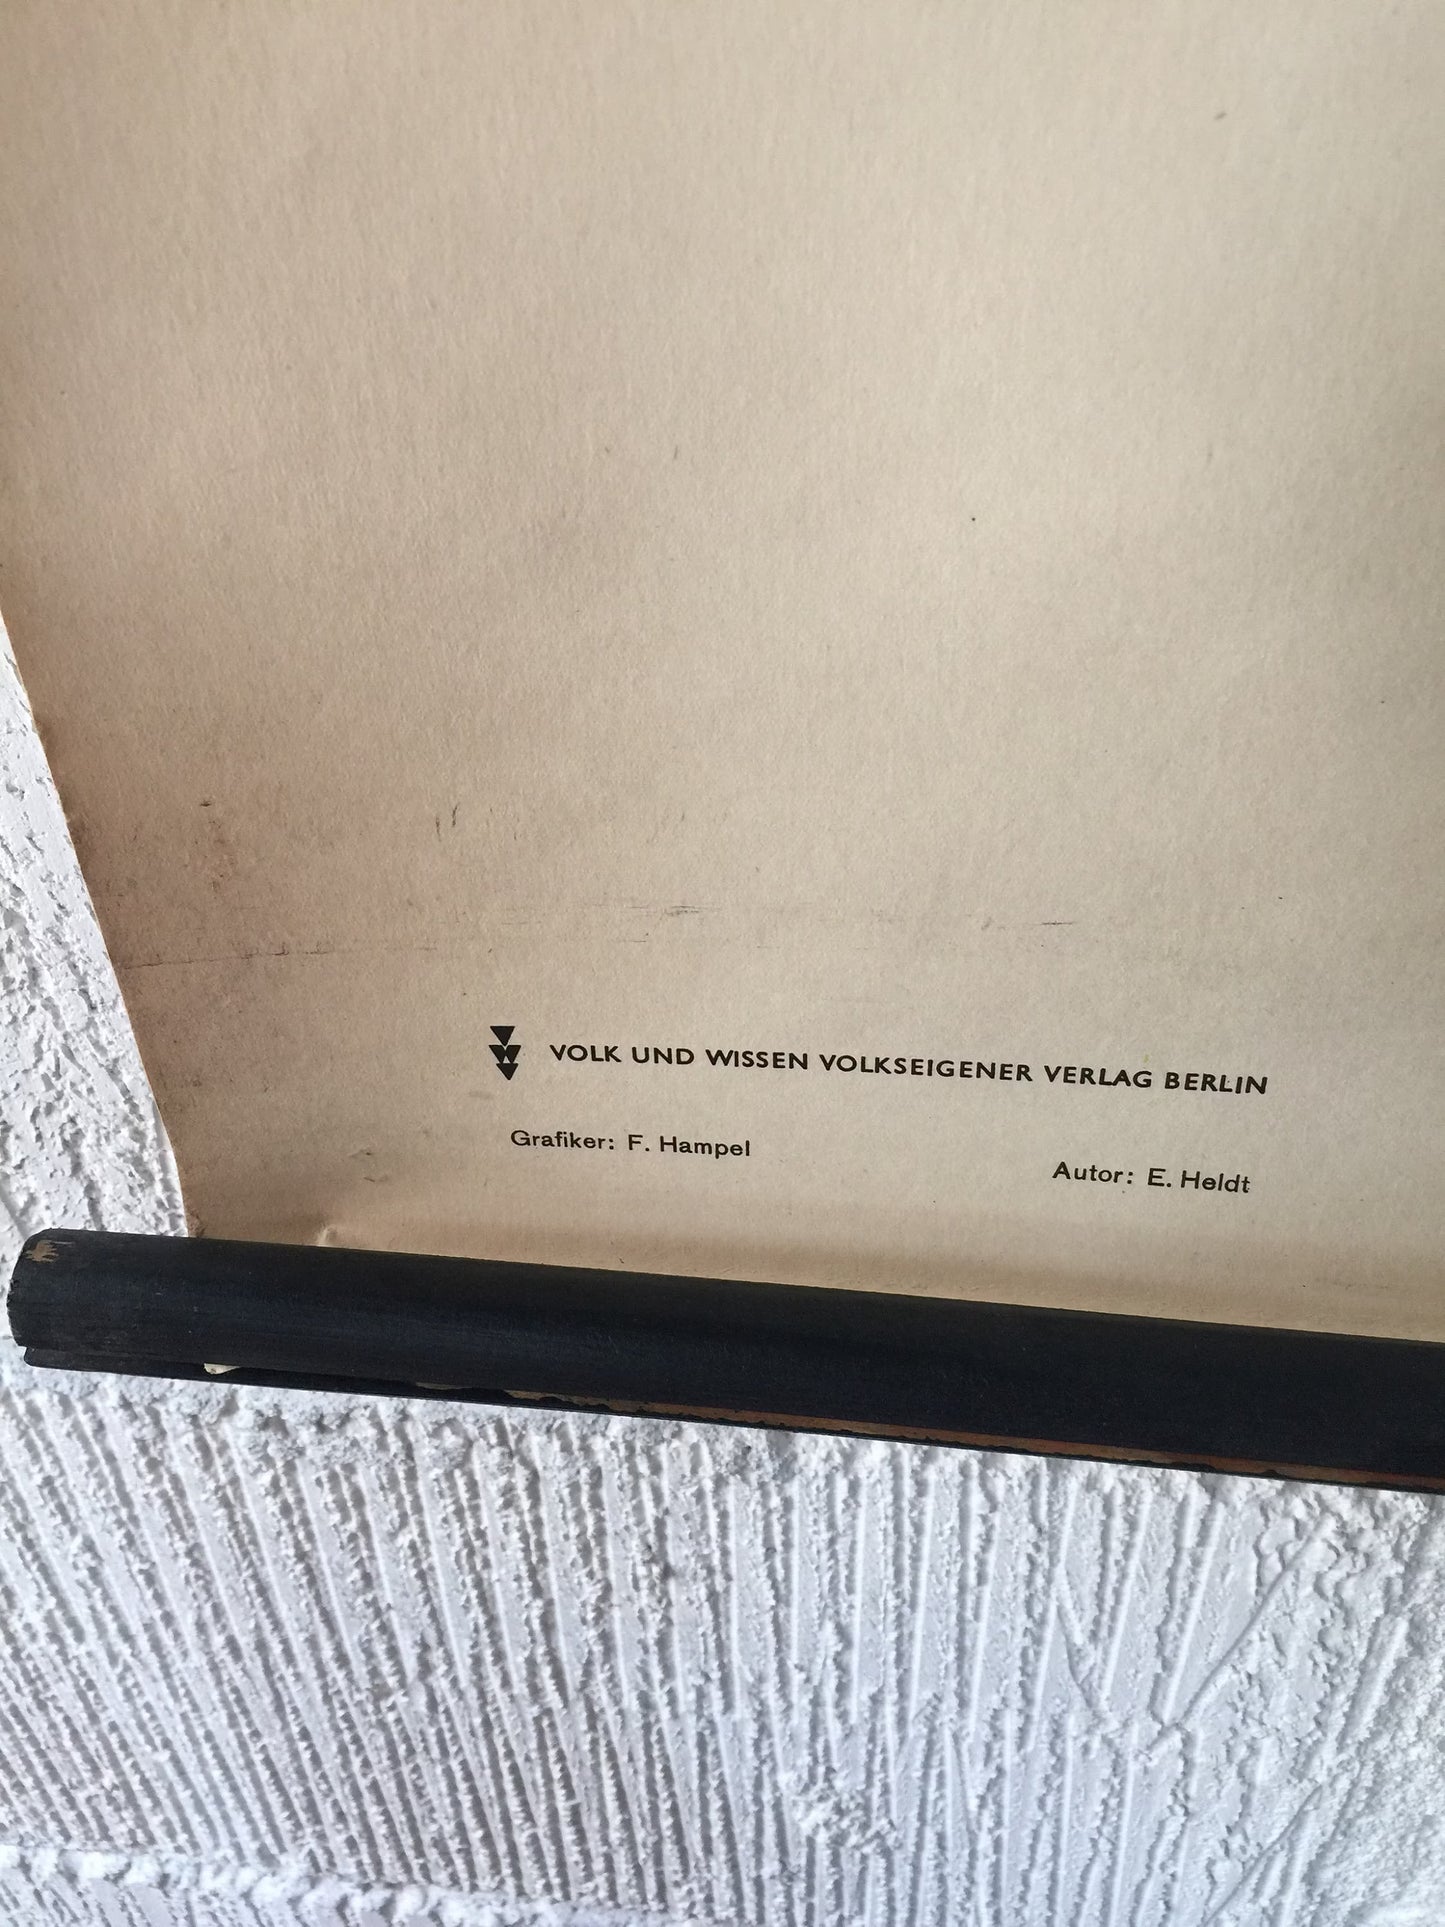 VOLK UND WISSEN VOLKSEIGENER VERLAG BERLIN
Grafiker: F. Hampel
Autor: E. Heldt